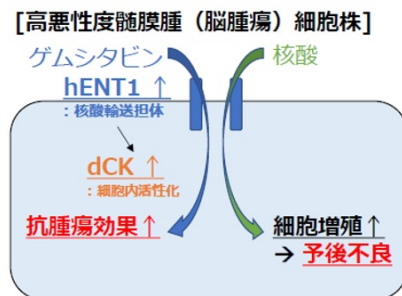 [高悪性度髄膜腫（脳腫瘍）細胞株]
ゲムシタビン
核酸
hENT1 ↑
：核酸輸送担体
dCK ↑
：細胞内活性化
抗腫瘍効果↑
細胞増殖↑
→ 予後不良